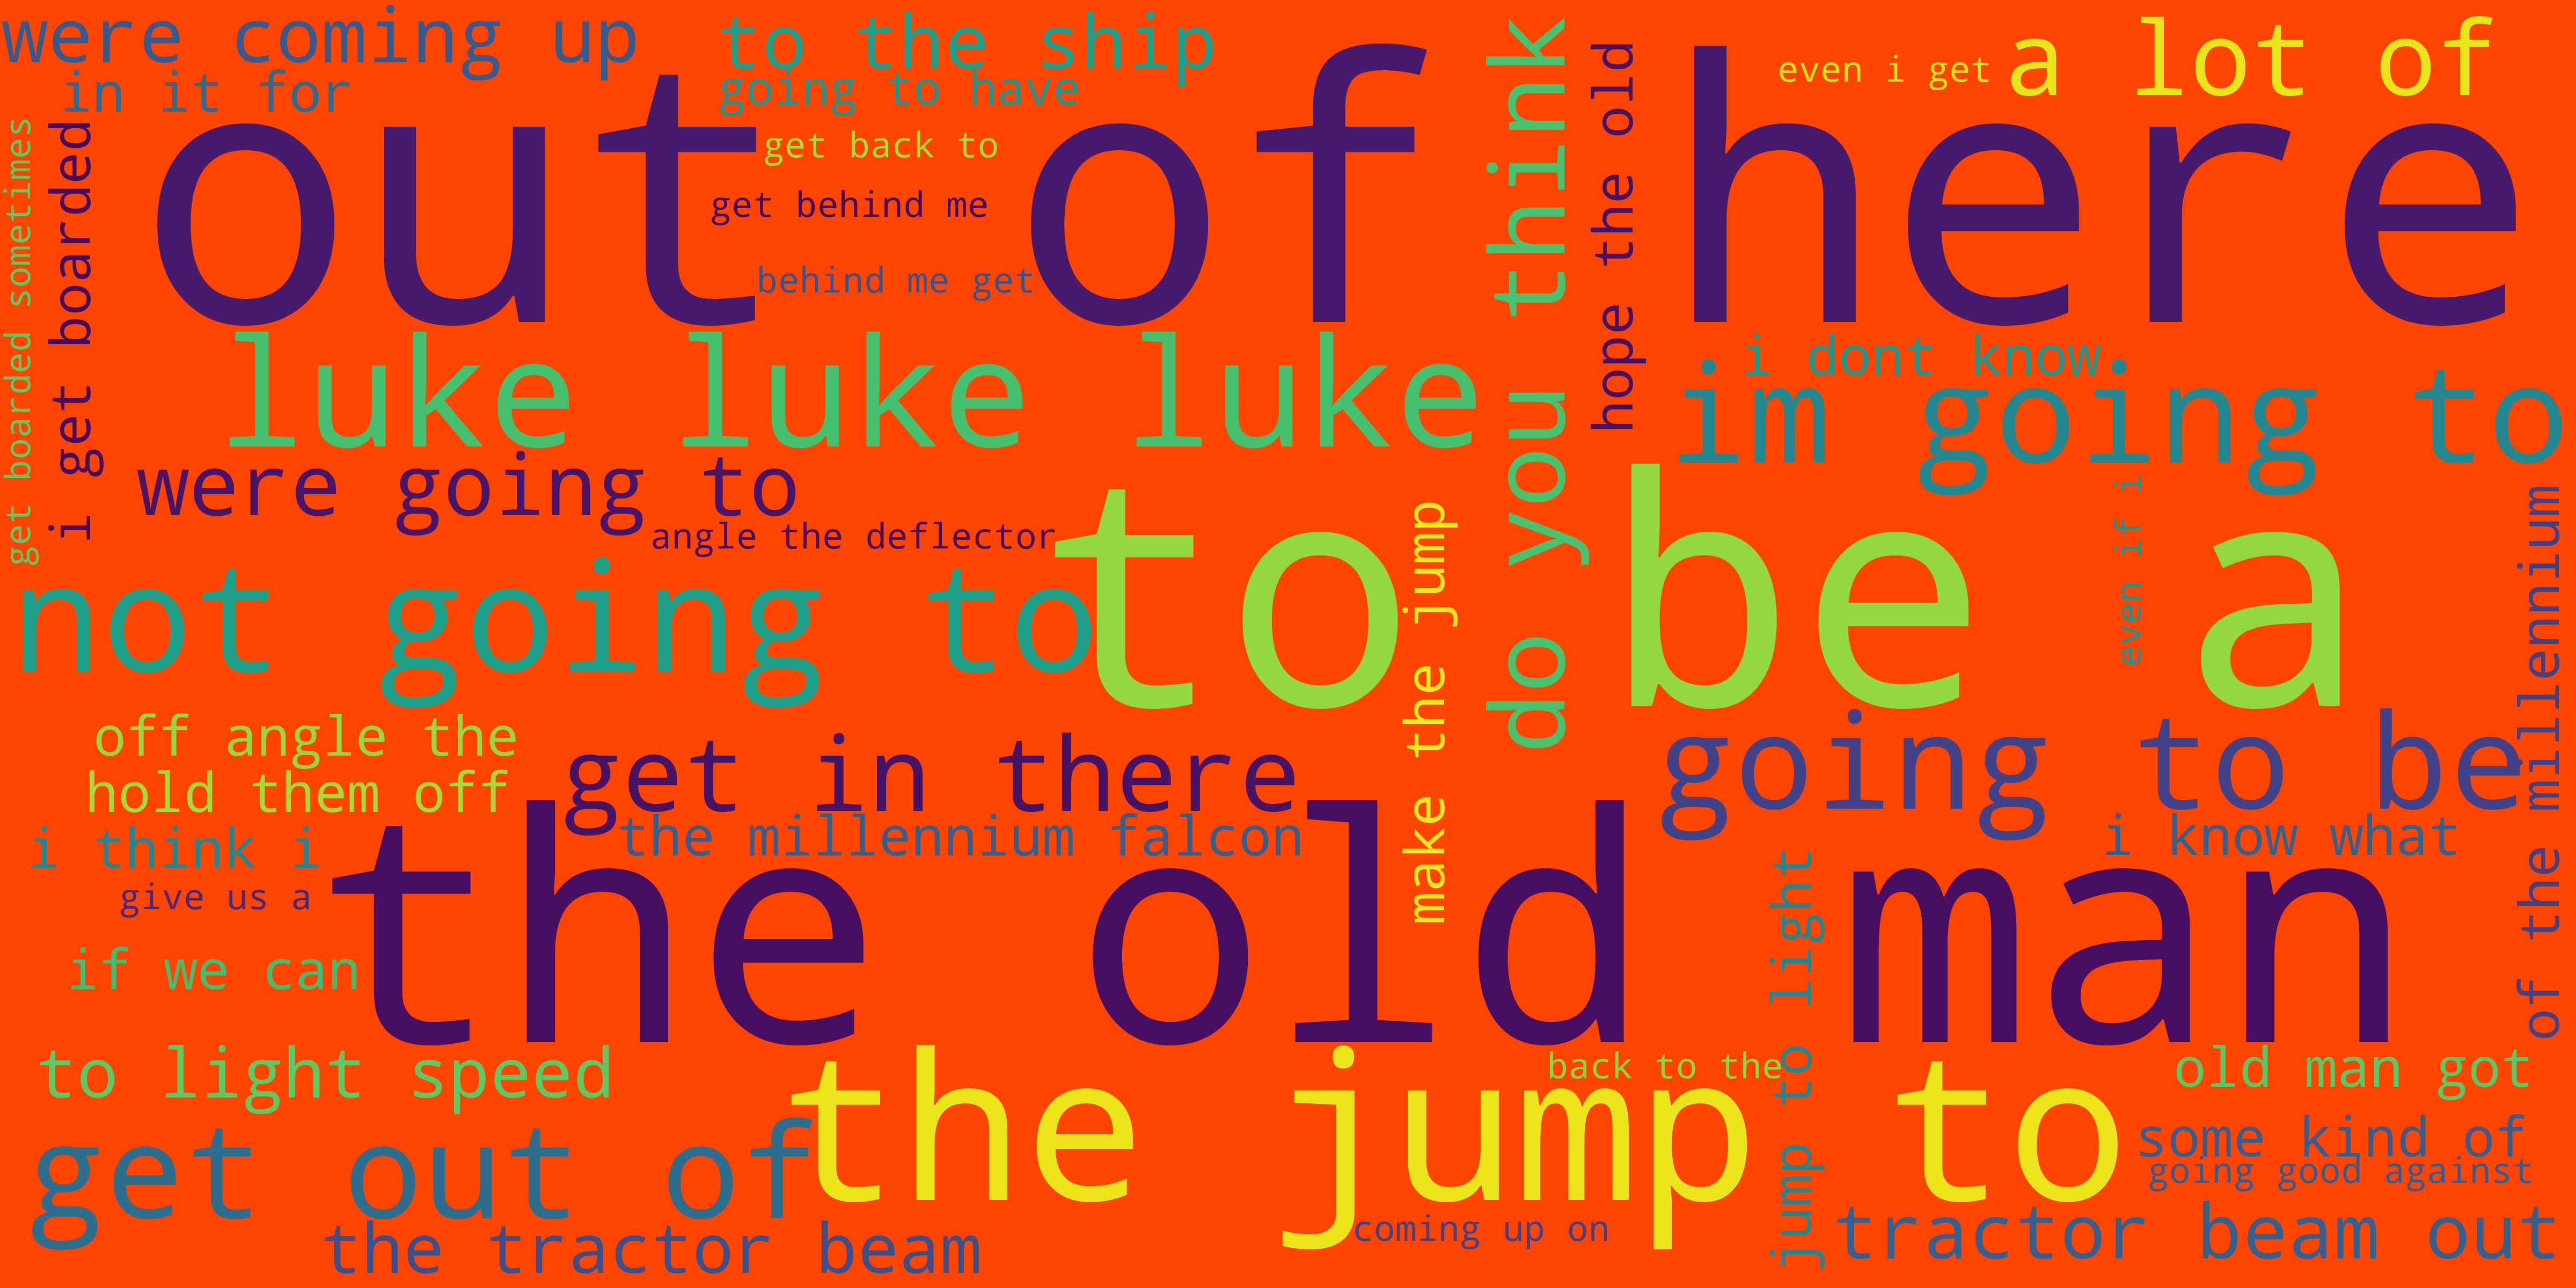 were coming up
to the ship
even i get
a lot of
in it for
going to have
out of here
get back to
get behind me
behind me get
get boarded sometimes
i get boarded
do you think
hope the old
luke luke luke
i dont know
im going to
were going to
angle the deflector
not going to
to be a
even if i
make the jump
of the millennium
off angle the
hold them off
get in there
going to be
the millennium falcon
i think i
i know what
give us a
the old man
if we can
jump to light
to light speed
the jump to
back to the
old man got
get out of
some kind of
going good against
the tractor beam
coming up on
tractor beam out